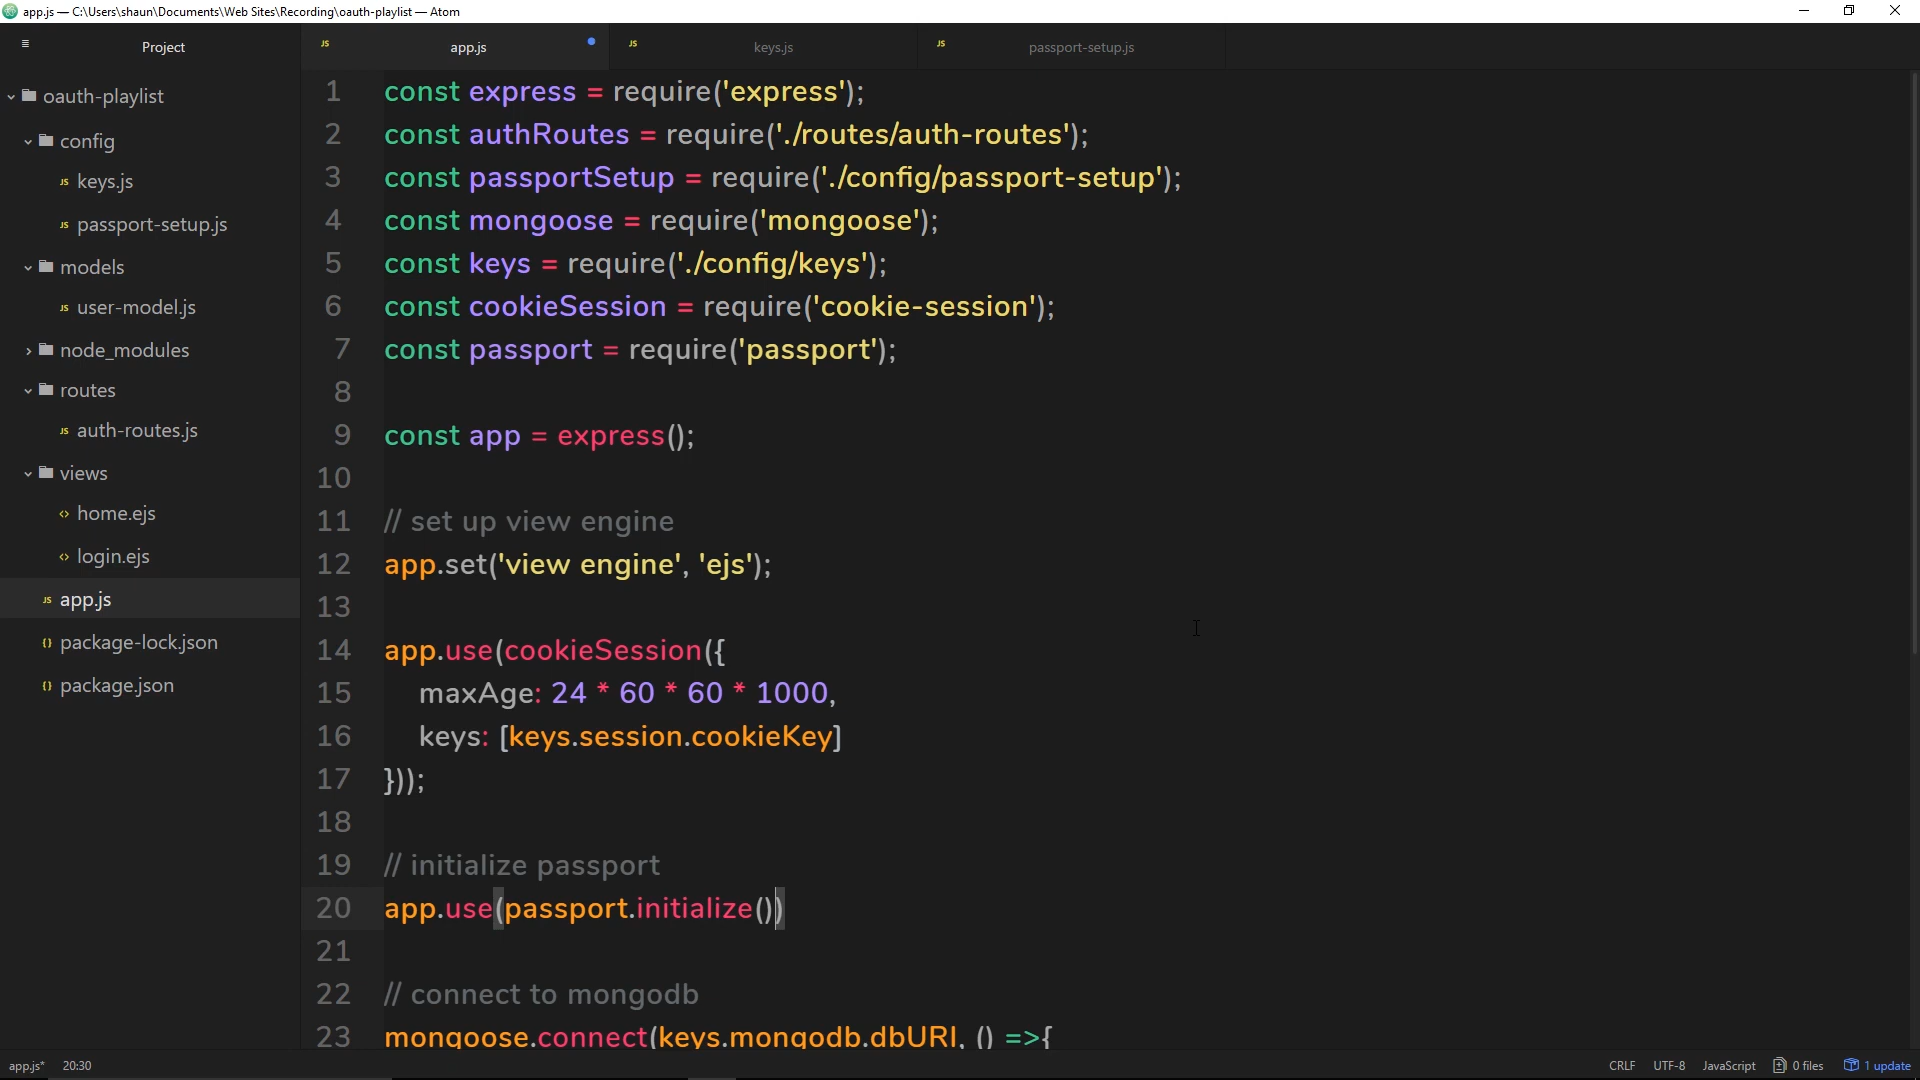 app.js — C:\Users\shaun\Documents\Web Sites\Recording\oauth-playlist — Atom
Project
oauth-playlist
config
JS keys.js
JS passport-setup.js
models
JS user-model.js
node_modules
routes
JS auth-routes.js
views
<> home.ejs
<> login.ejs
JS app.js
{} package-lock.json
{} package.json
JS app.js
JS keys.js
JS passport-setup.js
1 const express = require('express');
2 const authRoutes = require('./routes/auth-routes');
3 const passportSetup = require('./config/passport-setup');
4 const mongoose = require('mongoose');
5 const keys = require('./config/keys');
6 const cookieSession = require('cookie-session');
7 const passport = require('passport');
8
9 const app = express();
10
11 // set up view engine
12 app.set('view engine', 'ejs');
13
14 app.use(cookieSession({
15 maxAge: 24 * 60 * 60 * 1000,
16 keys: [keys.session.cookieKey]
17 }));
18
19 // initialize passport
20 app.use(passport.initialize())
21
22 // connect to mongodb
23 mongoose.connect(keys.mongodb.dbURI, () =>{
app.js* 20:30
CRLF UTF-8 JavaScript 0 files 1 update